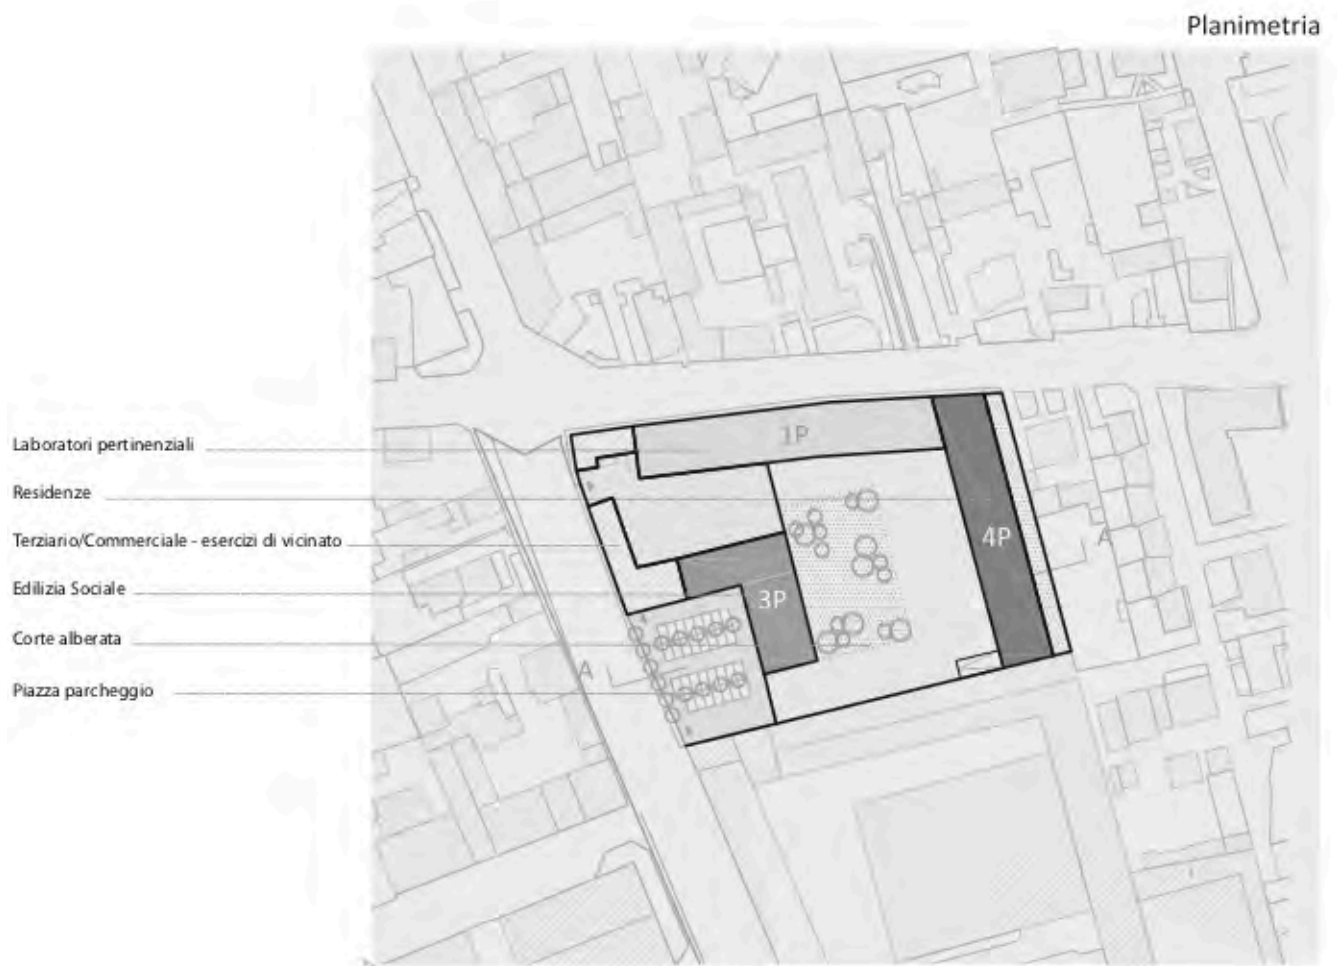 Planimetria
Laboratori pertinenziali
1P
Residenze
Terziario/Commerciale - esercizi di vicinato
4P
A
Edilizia Sociale
3P
Corte alberata
A
Piazza parcheggio